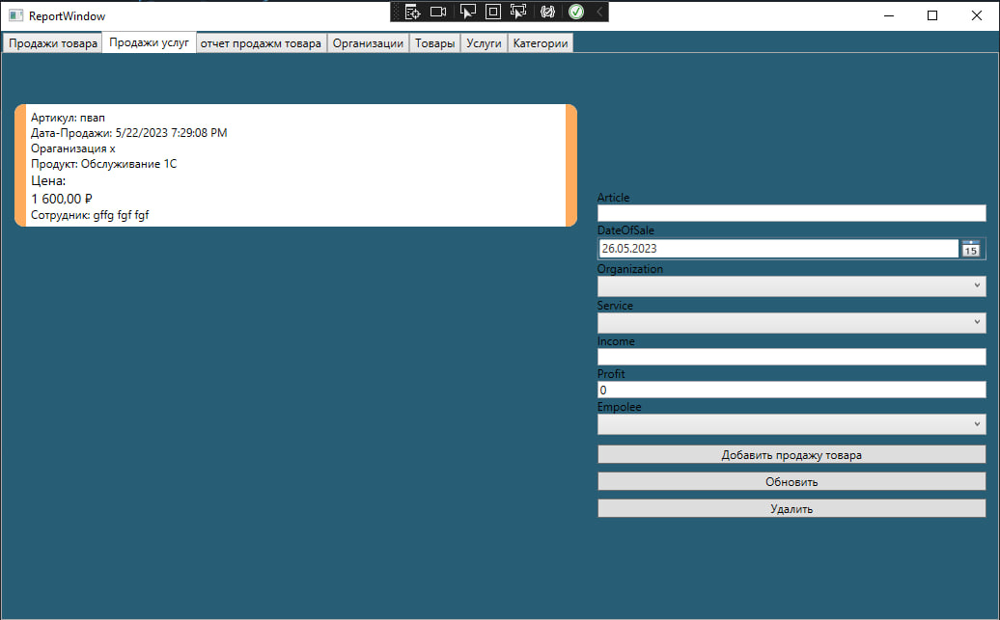 ReportWindow
Продажи товара
Продажи услуг
отчет продажм товара
Организации
Товары
Услуги
Категории
Артикул: пвап
Дата-Продажи: 5/22/2023 7:29:08 PM
Ораганизация x
Продукт: Обслуживание 1С
Цена:
1 600,00 ₽
Сотрудник: gffg fgf fgf
Article
DateOfSale
26.05.2023
15
Organization
Service
Income
Profit
0
Empolee
Добавить продажу товара
Обновить
Удалить